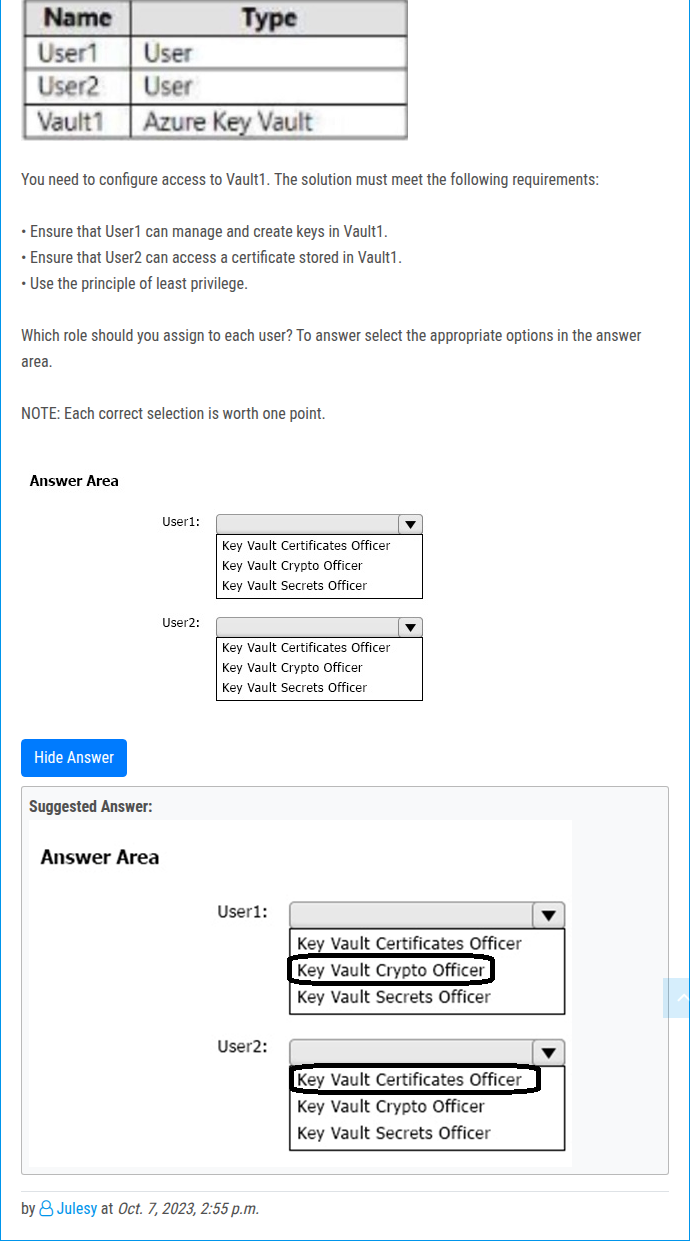 Name Type
User1 User
User2 User
Vault1 Azure Key Vault
You need to configure access to Vault1. The solution must meet the following requirements:
• Ensure that User1 can manage and create keys in Vault1.
• Ensure that User2 can access a certificate stored in Vault1.
• Use the principle of least privilege.
Which role should you assign to each user? To answer select the appropriate options in the answer
area.
NOTE: Each correct selection is worth one point.
Answer Area
User1:
Key Vault Certificates Officer
Key Vault Crypto Officer
Key Vault Secrets Officer
User2:
Key Vault Certificates Officer
Key Vault Crypto Officer
Key Vault Secrets Officer
Hide Answer
Suggested Answer:
Answer Area
User1:
Key Vault Certificates Officer
Key Vault Crypto Officer
Key Vault Secrets Officer
User2:
Key Vault Certificates Officer
Key Vault Crypto Officer
Key Vault Secrets Officer
by Julesy at Oct. 7, 2023, 2:55 p.m.